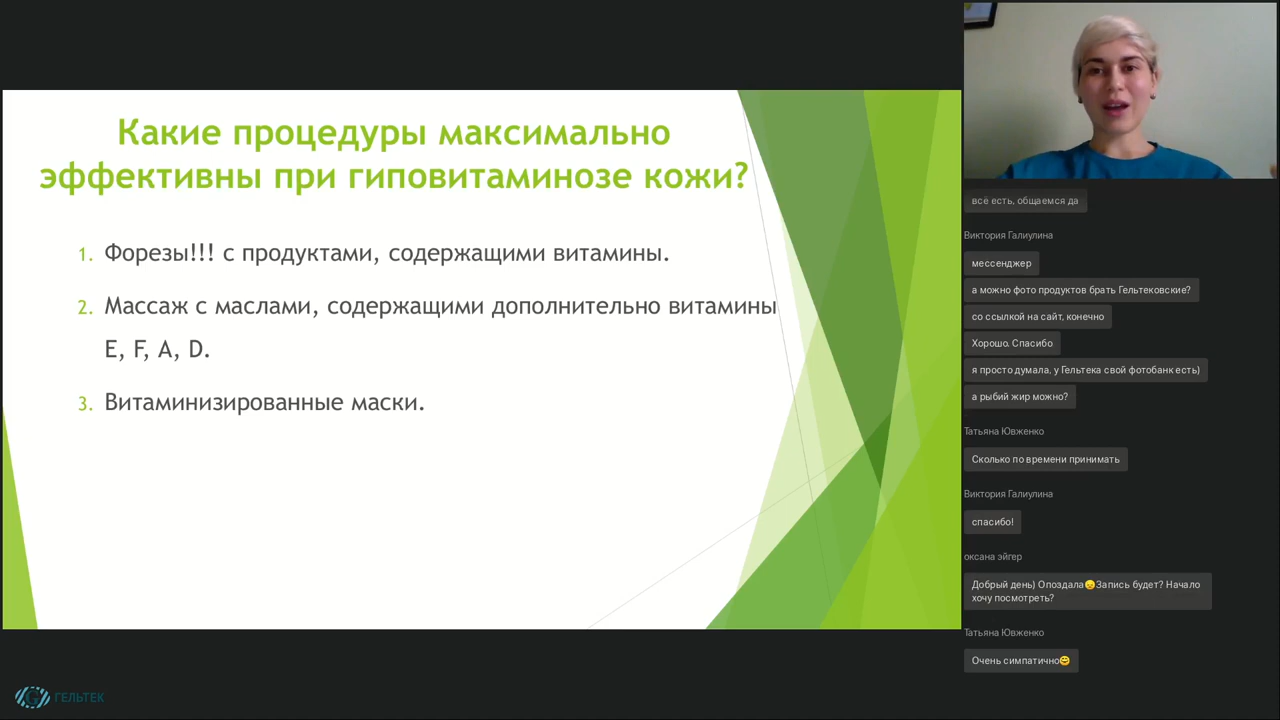 Какие процедуры максимально
эффективны при гиповитаминозе кожи?
1. Форезы!!! с продуктами, содержащими витамины.
2. Массаж с маслами, содержащими дополнительно витамины
E, F, A, D.
3. Витаминизированные маски.
ГЕЛЬТЕК
всё есть, общаемся да
Виктория Галиулина
мессенджер
а можно фото продуктов брать Гельтековские?
со ссылкой на сайт, конечно
Хорошо. Спасибо
я просто думала, у Гельтека свой фотобанк есть)
а рыбий жир можно?
Татьяна Ювженко
Сколько по времени принимать
Виктория Галиулина
спасибо!
оксана эйгер
Добрый день) Опоздала😣Запись будет? Начало
хочу посмотреть?
Татьяна Ювженко
Очень симпатично😊